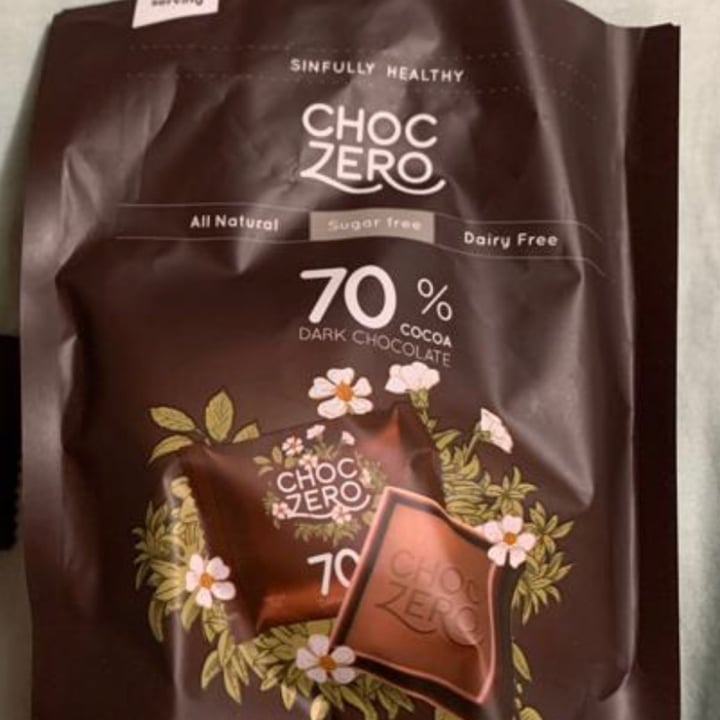 serving
SINFULLY HEALTHY
CHOC
ZERO
All Natural
Sugar free
Dairy Free
70%
COCOA
DARK CHOCOLATE
CHOC
ZERO
70
CHOC
ZERO